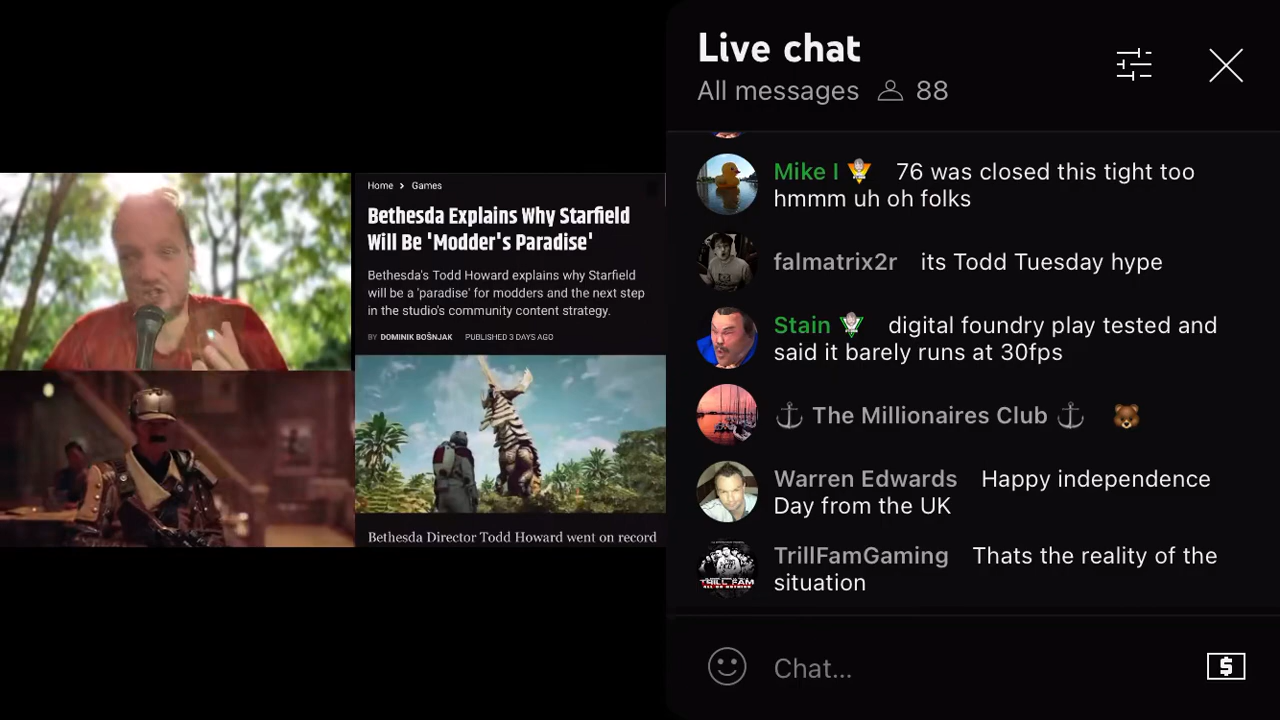 Home > Games
Bethesda Explains Why Starfield
Will Be 'Modder's Paradise'
Bethesda's Todd Howard explains why Starfield
will be a 'paradise' for modders and the next step
in the studio's community content strategy.
BY DOMINIK BOŠNJAK PUBLISHED 3 DAYS AGO
Bethesda Director Todd Howard went on record
Live chat
All messages 88
Mike I 76 was closed this tight too
hmmm uh oh folks
falmatrix2r its Todd Tuesday hype
Stain digital foundry play tested and
said it barely runs at 30fps
⚓ The Millionaires Club ⚓ 🐻
Warren Edwards Happy independence
Day from the UK
TrillFamGaming Thats the reality of the
situation
Chat...
$